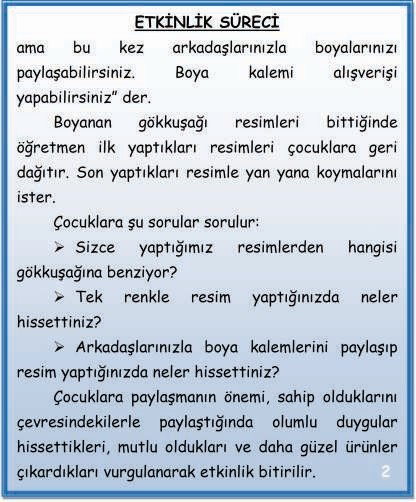 ETKİNLİK SÜRECİ
ama bu kez arkadaşlarınızla boyalarınızı
paylaşabilirsiniz. Boya kalemi alışverişi
yapabilirsiniz” der.
Boyanan gökkuşağı resimleri bittiğinde
öğretmen ilk yaptıkları resimleri çocuklara geri
dağıtır. Son yaptıkları resimle yan yana koymalarını
ister.
Çocuklara şu sorular sorulur:
➤ Sizce yaptığımız resimlerden hangisi
gökkuşağına benziyor?
➤ Tek renkle resim yaptığınızda neler
hissettiniz?
➤ Arkadaşlarınızla boya kalemlerini paylaşıp
resim yaptığınızda neler hissettiniz?
Çocuklara paylaşmanın önemi, sahip olduklarını
çevresindekilerle paylaştığında olumlu duygular
hissettikleri, mutlu oldukları ve daha güzel ürünler
çıkardıkları vurgulanarak etkinlik bitirilir.
2